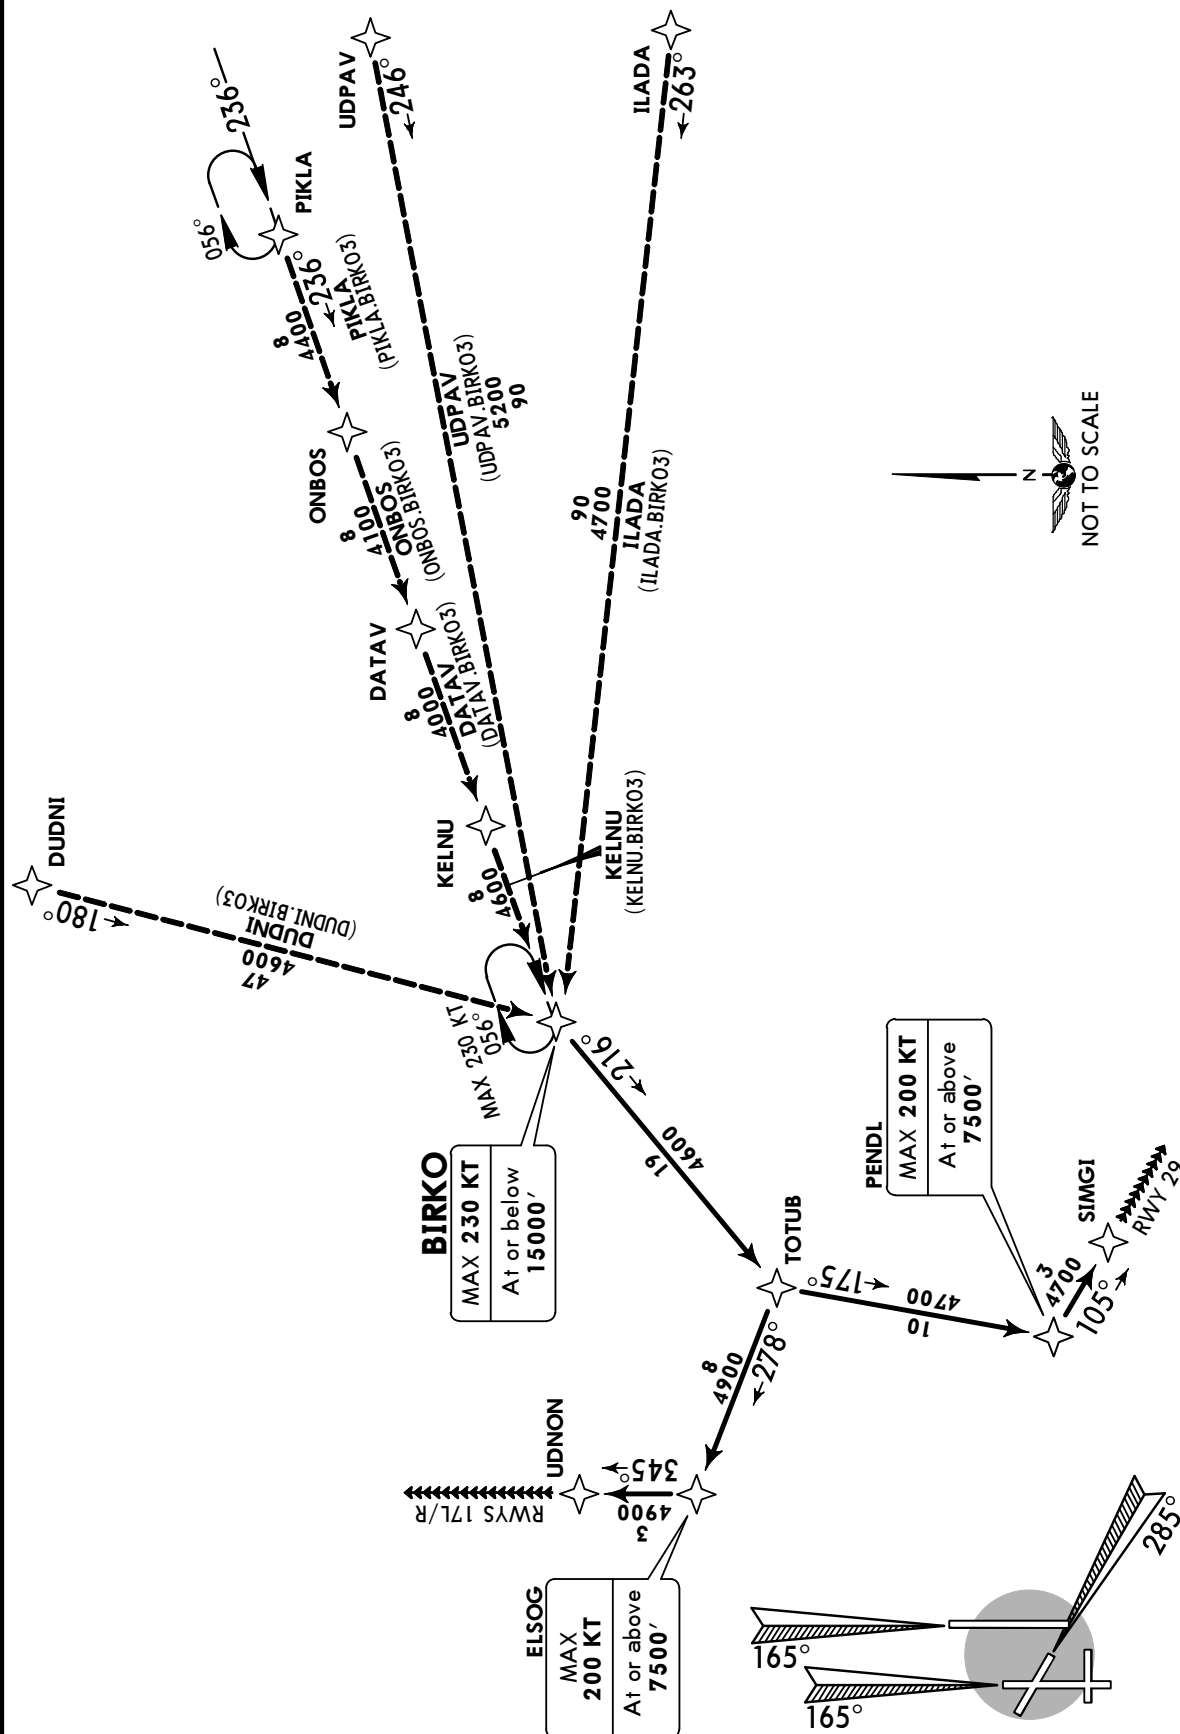 UDPAV
246°
ILADA
263°
236°
PIKLA
056°
236°
PIKLA
(PIKLA.BIRKO3)
8
4400
ONBOS
8
4100
ONBOS
(ONBOS.BIRKO3)
UDPAV
(UDPAV.BIRKO3)
5200
90
90
4700
ILADA
(ILADA.BIRKO3)
N
NOT TO SCALE
DATAV
8
4000
DATAV
(DATAV.BIRKO3)
KELNU
8
4600
KELNU
(KELNU.BIRKO3)
DUDNI
180°
DUDNI
(DUDNI.BIRKO3)
4600
47
MAX 230 KT
056°
BIRKO
MAX 230 KT
At or below
15000'
216°
19
4600
TOTUB
175°
4700
10
PENDL
MAX 200 KT
At or above
7500'
SIMGI
3
4700
105°
RWY 29
8
4900
278°
UDNON
RWYS 17L/R
345°
4900
3
ELSOG
MAX
200 KT
At or above
7500'
165°
165°
285°